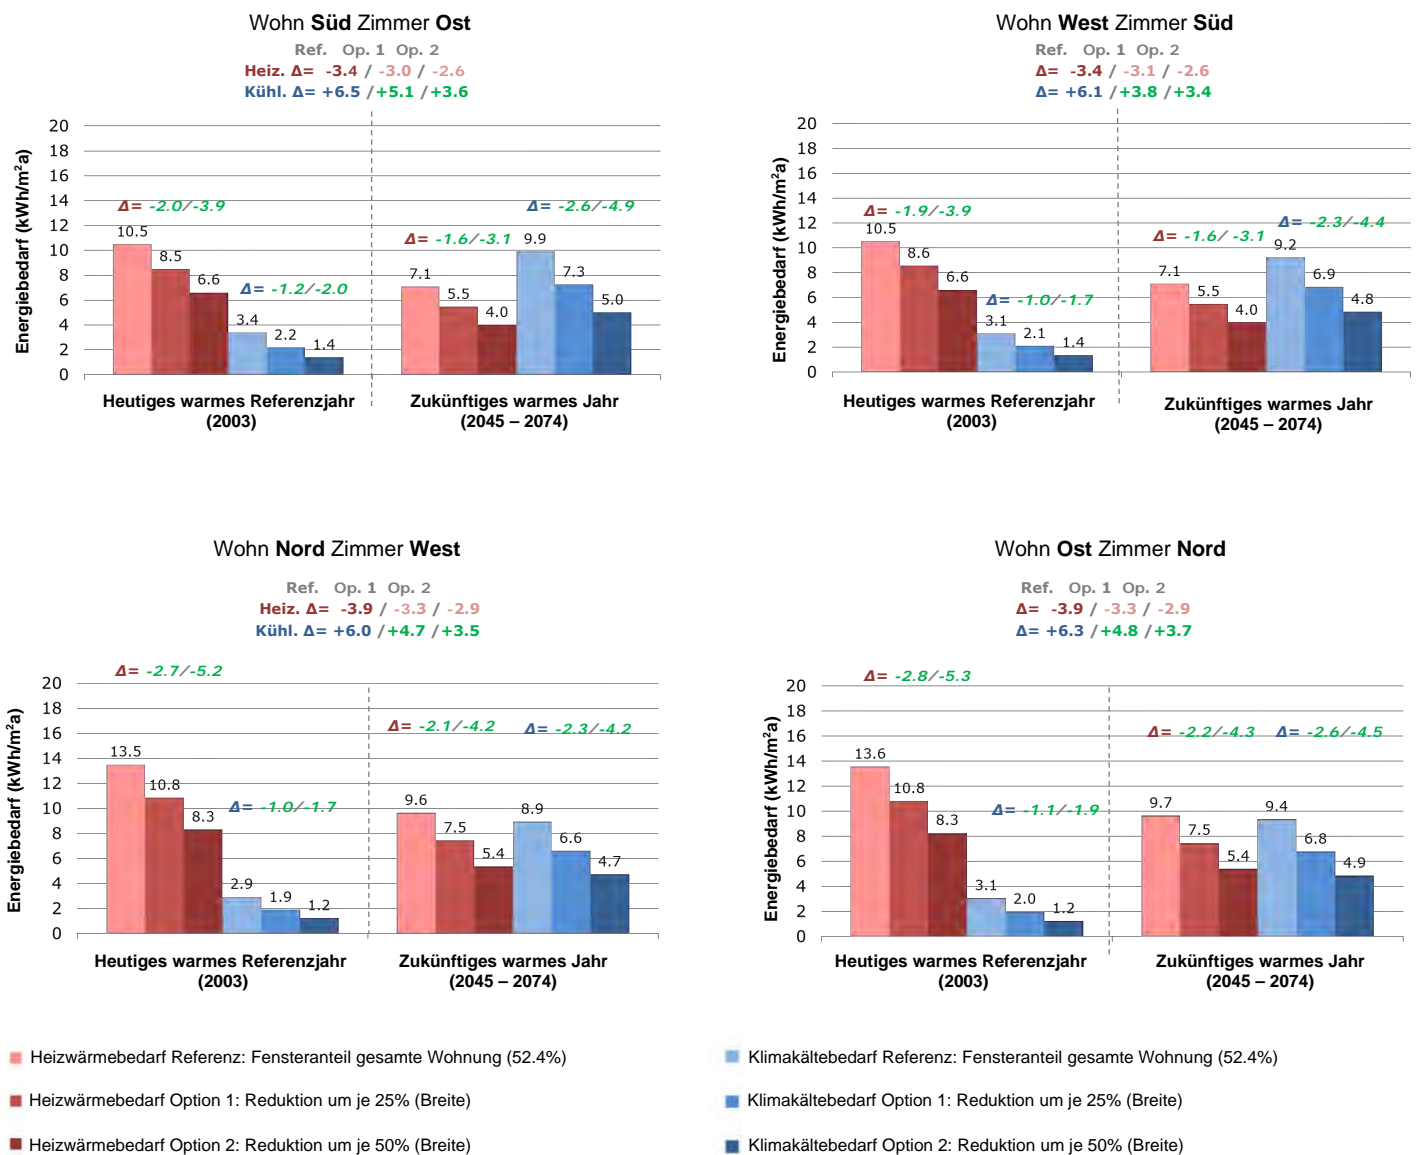 Wohn Süd Zimmer Ost
Ref. Op. 1 Op. 2
Heiz. Δ= -3.4 / -3.0 / -2.6
Kühl. Δ= +6.5 /+5.1 /+3.6
Energiebedarf (kWh/m²a)
20
18
16
14
12
10
8
6
4
2
0
Δ= -2.0/-3.9
10.5
8.5
6.6
Δ= -1.2/-2.0
3.4
2.2
1.4
Δ= -1.6/-3.1
7.1
5.5
4.0
Δ= -2.6/-4.9
9.9
7.3
5.0
Heutiges warmes Referenzjahr
(2003)
Zukünftiges warmes Jahr
(2045 – 2074)
Wohn West Zimmer Süd
Ref. Op. 1 Op. 2
Δ= -3.4 / -3.1 / -2.6
Δ= +6.1 /+3.8 /+3.4
Energiebedarf (kWh/m²a)
20
18
16
14
12
10
8
6
4
2
0
Δ= -1.9/-3.9
10.5
8.6
6.6
Δ= -1.0/-1.7
3.1
2.1
1.4
Δ= -1.6/ -3.1
7.1
5.5
4.0
Δ= -2.3/-4.4
9.2
6.9
4.8
Heutiges warmes Referenzjahr
(2003)
Zukünftiges warmes Jahr
(2045 – 2074)
Wohn Nord Zimmer West
Ref. Op. 1 Op. 2
Heiz. Δ= -3.9 / -3.3 / -2.9
Kühl. Δ= +6.0 /+4.7 /+3.5
Energiebedarf (kWh/m²a)
20
18
16
14
12
10
8
6
4
2
0
Δ= -2.7/-5.2
13.5
10.8
8.3
Δ= -1.0/-1.7
2.9
1.9
1.2
Δ= -2.1/-4.2
9.6
7.5
5.4
Δ= -2.3/-4.2
8.9
6.6
4.7
Heutiges warmes Referenzjahr
(2003)
Zukünftiges warmes Jahr
(2045 – 2074)
Wohn Ost Zimmer Nord
Ref. Op. 1 Op. 2
Δ= -3.9 / -3.3 / -2.9
Δ= +6.3 /+4.8 /+3.7
Energiebedarf (kWh/m²a)
20
18
16
14
12
10
8
6
4
2
0
Δ= -2.8/-5.3
13.6
10.8
8.3
Δ= -1.1/-1.9
3.1
2.0
1.2
Δ= -2.2/-4.3
9.7
7.5
5.4
Δ= -2.6/-4.5
9.4
6.8
4.9
Heutiges warmes Referenzjahr
(2003)
Zukünftiges warmes Jahr
(2045 – 2074)
Heizwärmebedarf Referenz: Fensteranteil gesamte Wohnung (52.4%)
Heizwärmebedarf Option 1: Reduktion um je 25% (Breite)
Heizwärmebedarf Option 2: Reduktion um je 50% (Breite)
Klimakältebedarf Referenz: Fensteranteil gesamte Wohnung (52.4%)
Klimakältebedarf Option 1: Reduktion um je 25% (Breite)
Klimakältebedarf Option 2: Reduktion um je 50% (Breite)